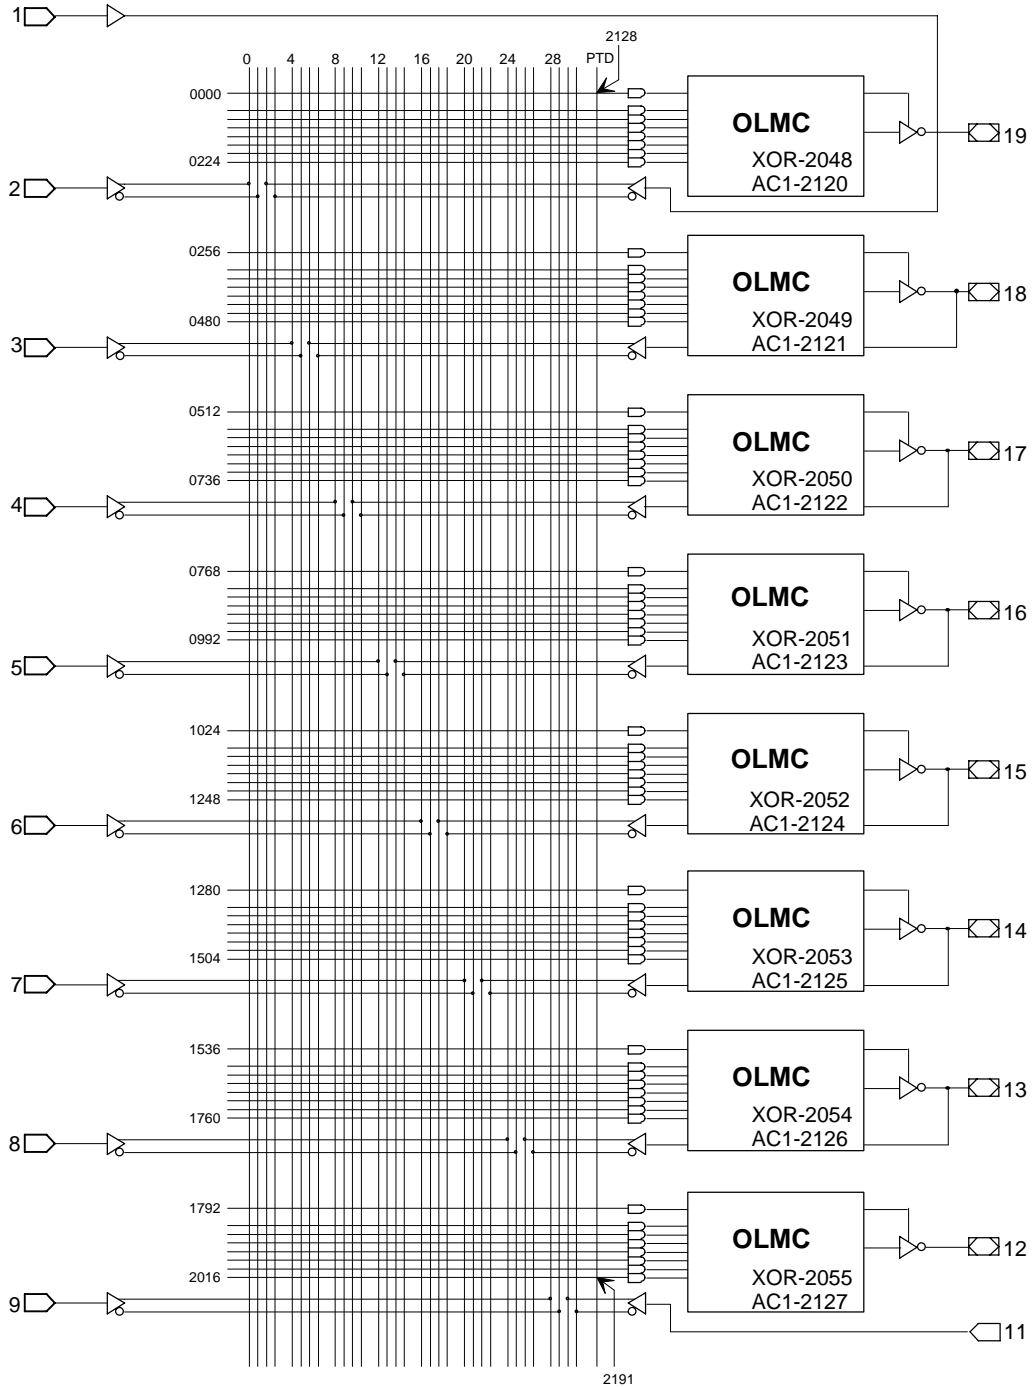 1
2128
0 4 8 12 16 20 24 28 PTD
0000
OLMC
19
XOR-2048
0224
AC1-2120
2
0256
OLMC
18
XOR-2049
0480
AC1-2121
3
0512
OLMC
17
XOR-2050
0736
AC1-2122
4
0768
OLMC
16
XOR-2051
0992
AC1-2123
5
1024
OLMC
15
XOR-2052
1248
AC1-2124
6
1280
OLMC
14
XOR-2053
1504
AC1-2125
7
1536
OLMC
13
XOR-2054
1760
AC1-2126
8
1792
OLMC
12
XOR-2055
2016
AC1-2127
9
11
2191